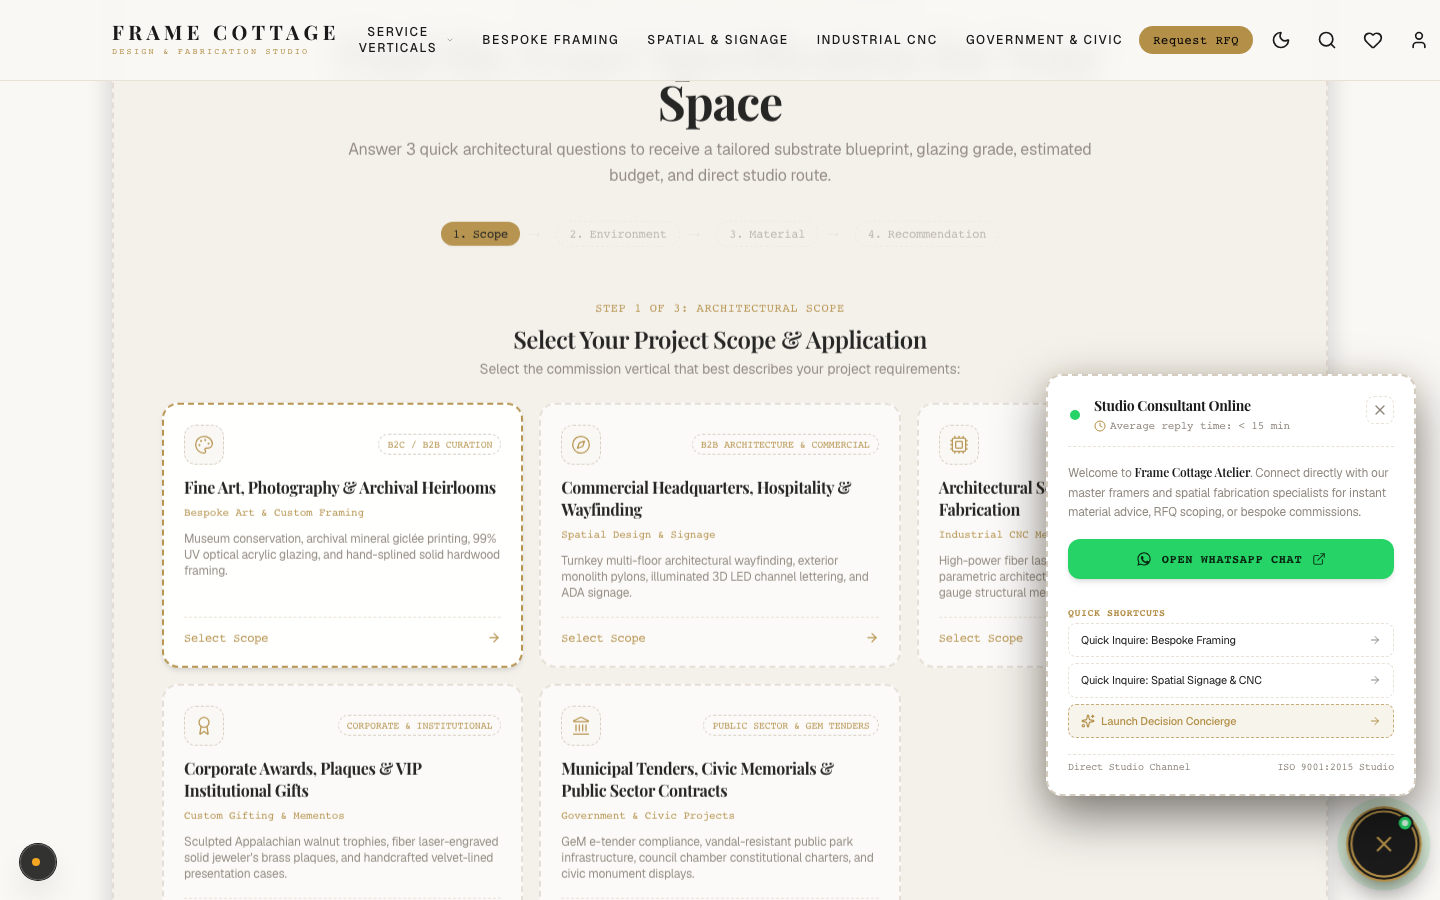 FRAME COTTAGE
DESIGN & FABRICATION STUDIO
SERVICE
VERTICALS
BESPOKE FRAMING
SPATIAL & SIGNAGE
INDUSTRIAL CNC
GOVERNMENT & CIVIC
Request RFQ
Space
Answer 3 quick architectural questions to receive a tailored substrate blueprint, glazing grade, estimated
budget, and direct studio route.
1. Scope
2. Environment
3. Material
4. Recommendation
STEP 1 OF 3: ARCHITECTURAL SCOPE
Select Your Project Scope & Application
Select the commission vertical that best describes your project requirements:
B2C / B2B CURATION
Fine Art, Photography & Archival Heirlooms
Bespoke Art & Custom Framing
Museum conservation, archival mineral giclée printing, 99%
UV optical acrylic glazing, and hand-splined solid hardwood
framing.
Select Scope
B2B ARCHITECTURE & COMMERCIAL
Commercial Headquarters, Hospitality &
Wayfinding
Spatial Design & Signage
Turnkey multi-floor architectural wayfinding, exterior
monolith pylons, illuminated 3D LED channel lettering, and
ADA signage.
Select Scope
Architectural
Fabrication
Industrial CNC
High-power fiber
parametric
gauge structural
Select Scope
CORPORATE & INSTITUTIONAL
Corporate Awards, Plaques & VIP
Institutional Gifts
Custom Gifting & Mementos
Sculpted Appalachian walnut trophies, fiber laser-engraved
solid jeweler's brass plaques, and handcrafted velvet-lined
presentation cases.
PUBLIC SECTOR & GEM TENDERS
Municipal Tenders, Civic Memorials &
Public Sector Contracts
Government & Civic Projects
GeM e-tender compliance, vandal-resistant public park
infrastructure, council chamber constitutional charters, and
civic monument displays.
Studio Consultant Online
Average reply time: < 15 min
Welcome to Frame Cottage Atelier. Connect directly with our
master framers and spatial fabrication specialists for instant
material advice, RFQ scoping, or bespoke commissions.
OPEN WHATSAPP CHAT
QUICK SHORTCUTS
Quick Inquire: Bespoke Framing
Quick Inquire: Spatial Signage & CNC
Launch Decision Concierge
Direct Studio Channel
ISO 9001:2015 Studio